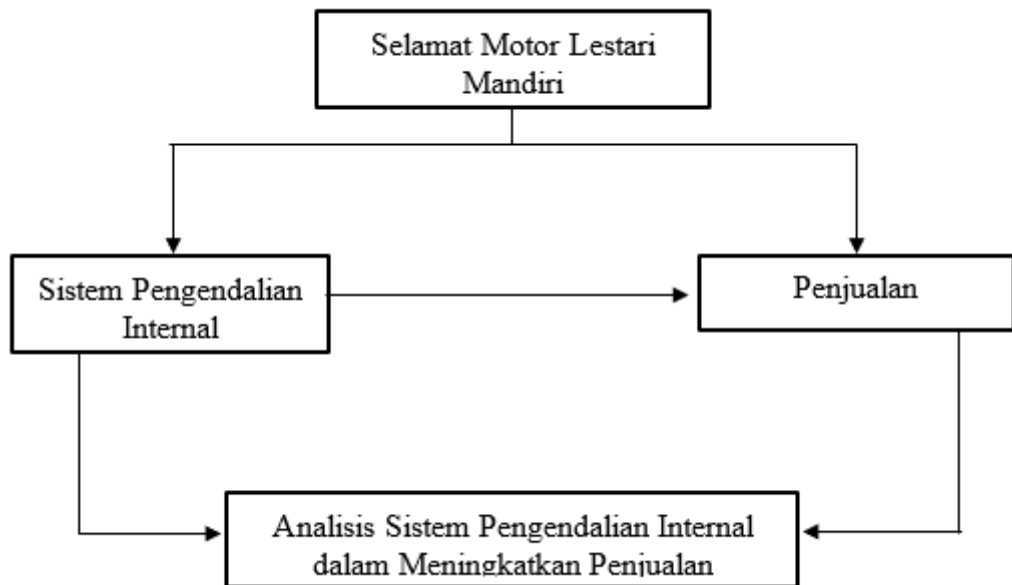 Selamat Motor Lestari
Mandiri
Sistem Pengendalian
Internal
Penjualan
Analisis Sistem Pengendalian Internal
dalam Meningkatkan Penjualan